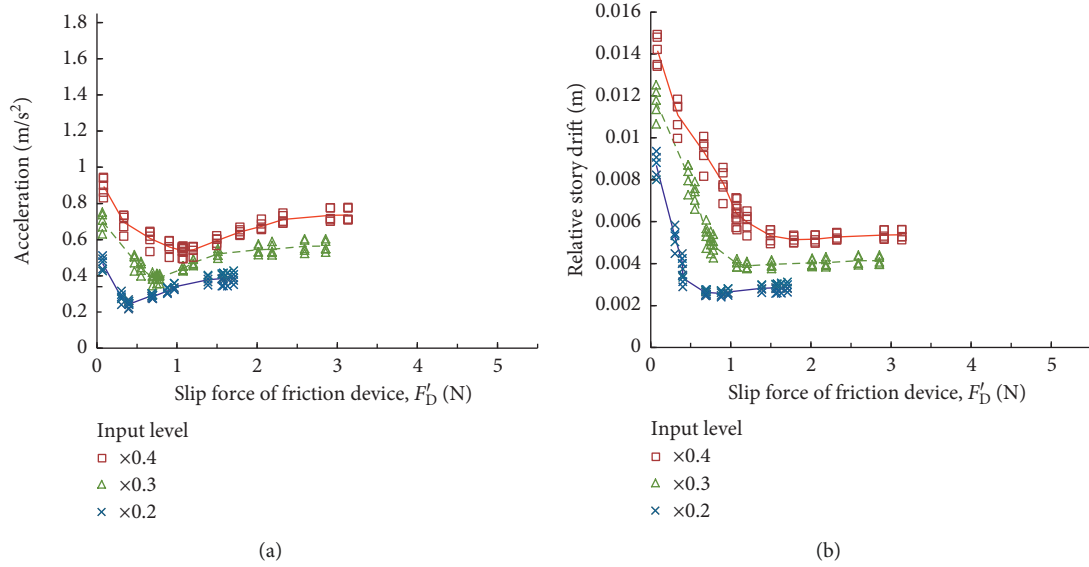 1.8
1.6
1.4
1.2
1
0.8
0.6
0.4
0.2
0
Acceleration (m/s²)
0 1 2 3 4 5
Slip force of friction device, F′D (N)
Input level
×0.4
×0.3
×0.2
(a)
0.016
0.014
0.012
0.01
0.008
0.006
0.004
0.002
0
Relative story drift (m)
0 1 2 3 4 5
Slip force of friction device, F′D (N)
Input level
×0.4
×0.3
×0.2
(b)